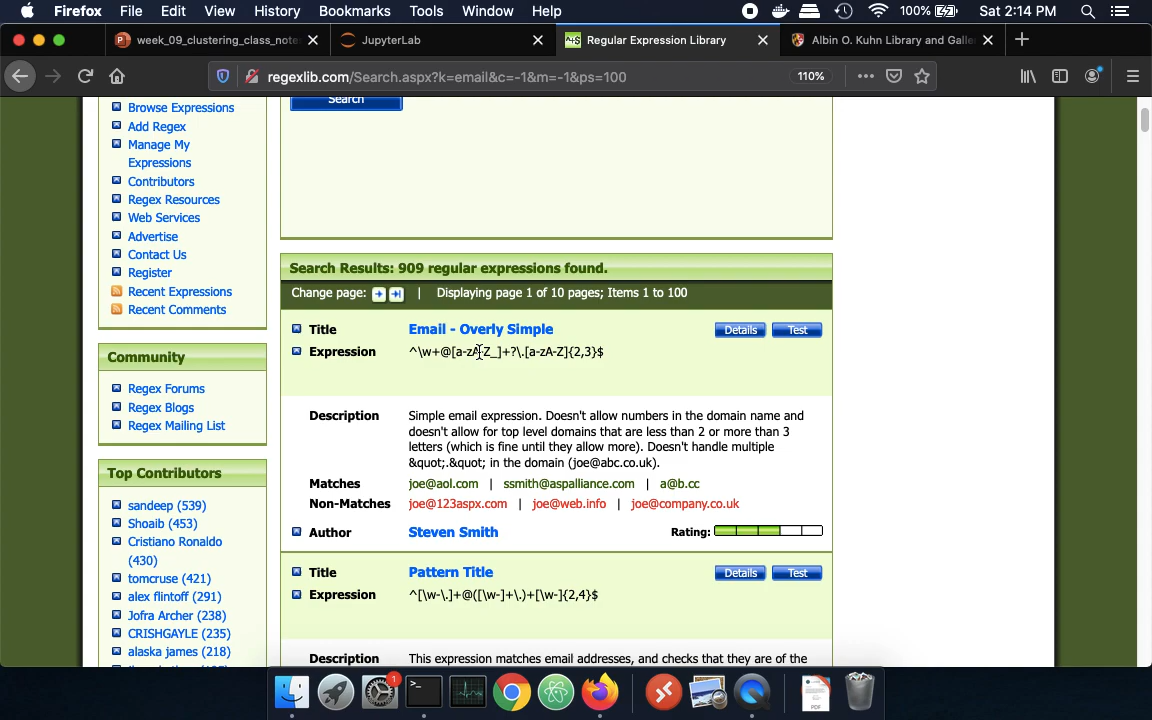 Firefox File Edit View History Bookmarks Tools Window Help 100% Sat 2:14 PM
week_09_clustering_class_note
JupyterLab
Regular Expression Library
Albin O. Kuhn Library and Galle
regexlib.com/Search.aspx?k=email&c=-1&m=-1&ps=100 110%
Browse Expressions
Add Regex
Manage My
Expressions
Contributors
Regex Resources
Web Services
Advertise
Contact Us
Register
Recent Expressions
Recent Comments
Community
Regex Forums
Regex Blogs
Regex Mailing List
Top Contributors
sandeep (539)
Shoaib (453)
Cristiano Ronaldo
(430)
tomcruse (421)
alex flintoff (291)
Jofra Archer (238)
CRISHGAYLE (235)
alaska james (218)
Search
Search Results: 909 regular expressions found.
Change page: | Displaying page 1 of 10 pages; Items 1 to 100
Title Email - Overly Simple Details Test
Expression ^\w+@[a-zA-Z_]+?\.[a-zA-Z]{2,3}$
Description Simple email expression. Doesn't allow numbers in the domain name and
doesn't allow for top level domains that are less than 2 or more than 3
letters (which is fine until they allow more). Doesn't handle multiple
&quot;.&quot; in the domain (joe@abc.co.uk).
Matches joe@aol.com | ssmith@aspalliance.com | a@b.cc
Non-Matches joe@123aspx.com | joe@web.info | joe@company.co.uk
Author Steven Smith Rating:
Title Pattern Title Details Test
Expression ^[\w-\.]+@([\w-]+\.)+[\w-]{2,4}$
Description This expression matches email addresses, and checks that they are of the
1
PDF